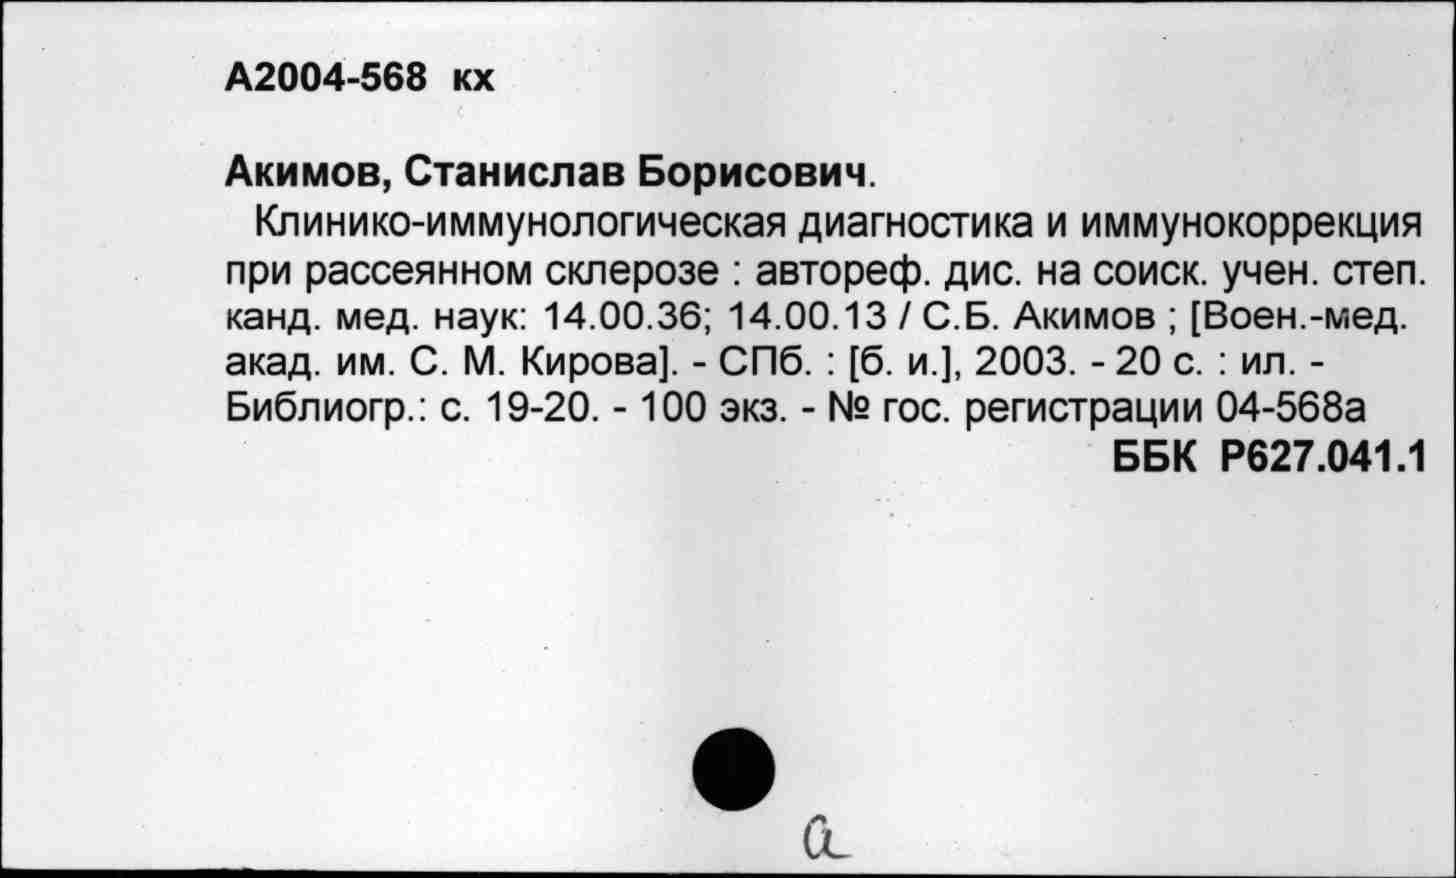 А2004-568 кх
Акимов, Станислав Борисович.
Клинико-иммунологическая диагностика и иммунокоррекция
при рассеянном склерозе : автореф. дис. на соиск. учен. степ.
канд. мед. наук: 14.00.36; 14.00.13 / С.Б. Акимов ; [Воен.-мед.
акад. им. С. М. Кирова]. - СПб. : [б. и.], 2003. - 20 с. : ил. -
Библиогр.: с. 19-20. - 100 экз. - № гос. регистрации 04-568а
ББК Р627.041.1
а